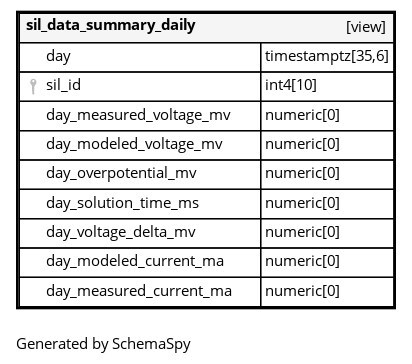 sil_data_summary_daily [view]
day timestamptz[35,6]
sil_id int4[10]
day_measured_voltage_mv numeric[0]
day_modeled_voltage_mv numeric[0]
day_overpotential_mv numeric[0]
day_solution_time_ms numeric[0]
day_voltage_delta_mv numeric[0]
day_modeled_current_ma numeric[0]
day_measured_current_ma numeric[0]
Generated by SchemaSpy